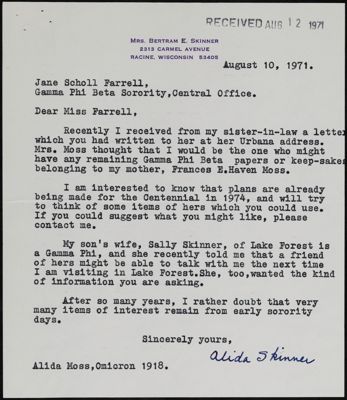 RECEIVED AUG 12 1971
MRS. BERTRAM E. SKINNER
2313 CARMEL AVENUE
RACINE, WISCONSIN 53405
August 10, 1971.
Jane Scholl Farrell,
Gamma Phi Beta Sorority,Central Office.
Dear Miss Farrell,
Recently I received from my sister-in-law a letter
which you had written to her at her Urbana address.
Mrs. Moss thought that I would be the one who might
have any remaining Gamma Phi Beta papers or keep-sakes
belonging to my mother, Frances E.Haven Moss.
I am interested to know that plans are already
being made for the Centennial in 1974, and will try
to think of some items of hers which you could use.
If you could suggest what you might like, please
contact me.
My son's wife, Sally Skinner, of Lake Forest is
a Gamma Phi, and she recently told me that a friend
of hers might be able to talk with me the next time
I am visiting in Lake Forest.She, too,wanted the kind
of information you are asking.
After so many years, I rather doubt that very
many items of interest remain from early sorority
days.
Sincerely yours,
Alida Skinner
Alida Moss,Omicron 1918.